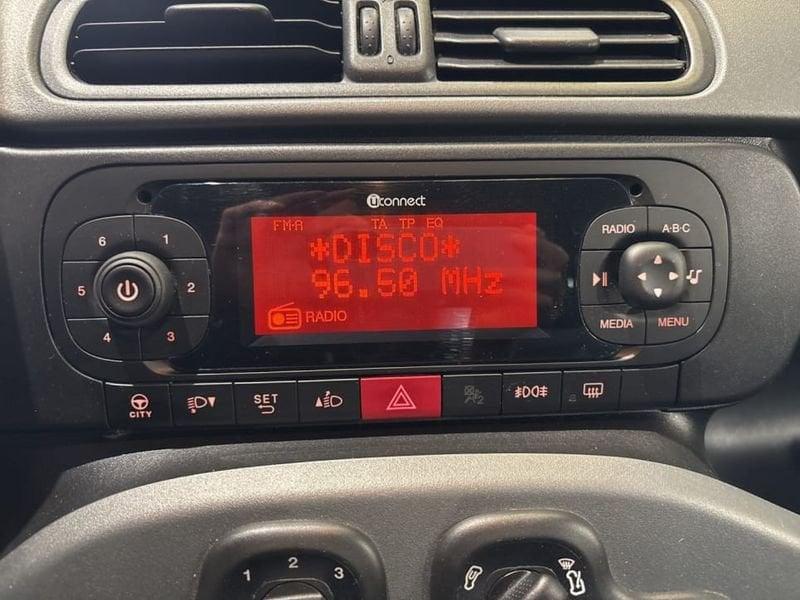 uconnect
FM-A TA TP EQ
*DISCO*
96.50 MHz
RADIO
6 1
5 2
4 3
RADIO A·B·C
MEDIA MENU
CITY
SET
1 2 3
0